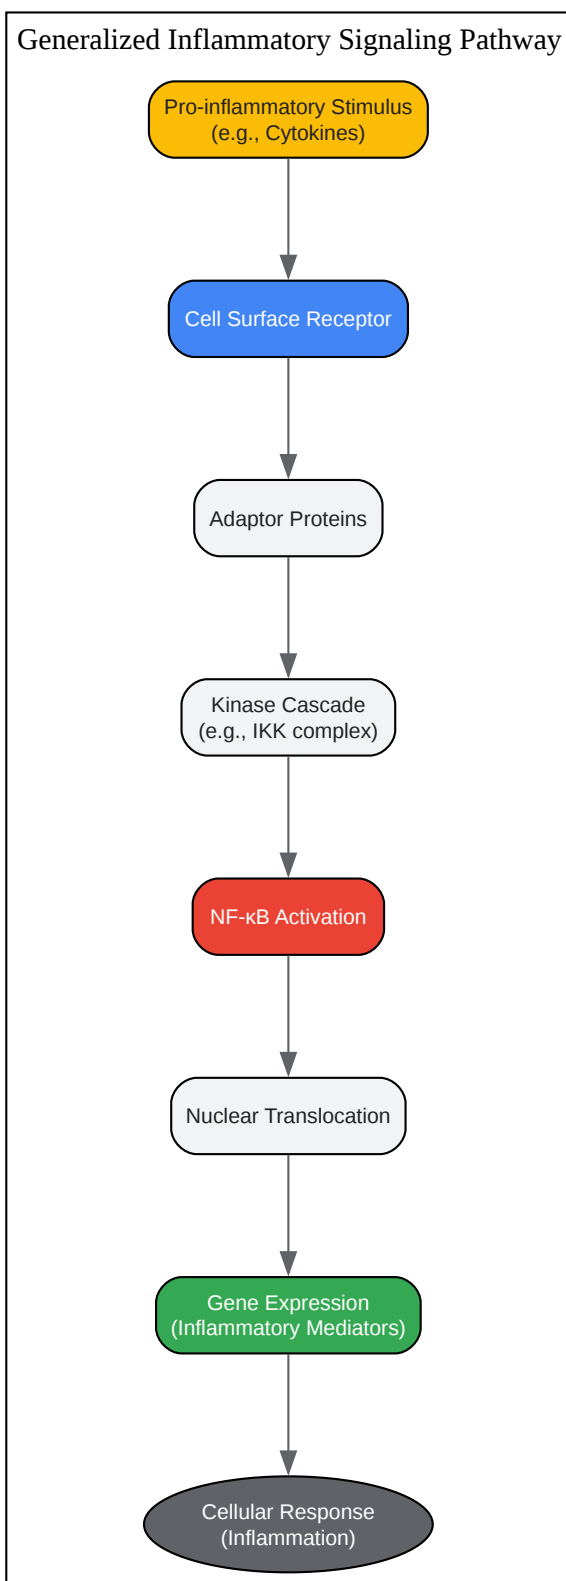 Generalized Inflammatory Signaling Pathway
Pro-inflammatory Stimulus
(e.g., Cytokines)
Cell Surface Receptor
Adaptor Proteins
Kinase Cascade
(e.g., IKK complex)
NF-κB Activation
Nuclear Translocation
Gene Expression
(Inflammatory Mediators)
Cellular Response
(Inflammation)